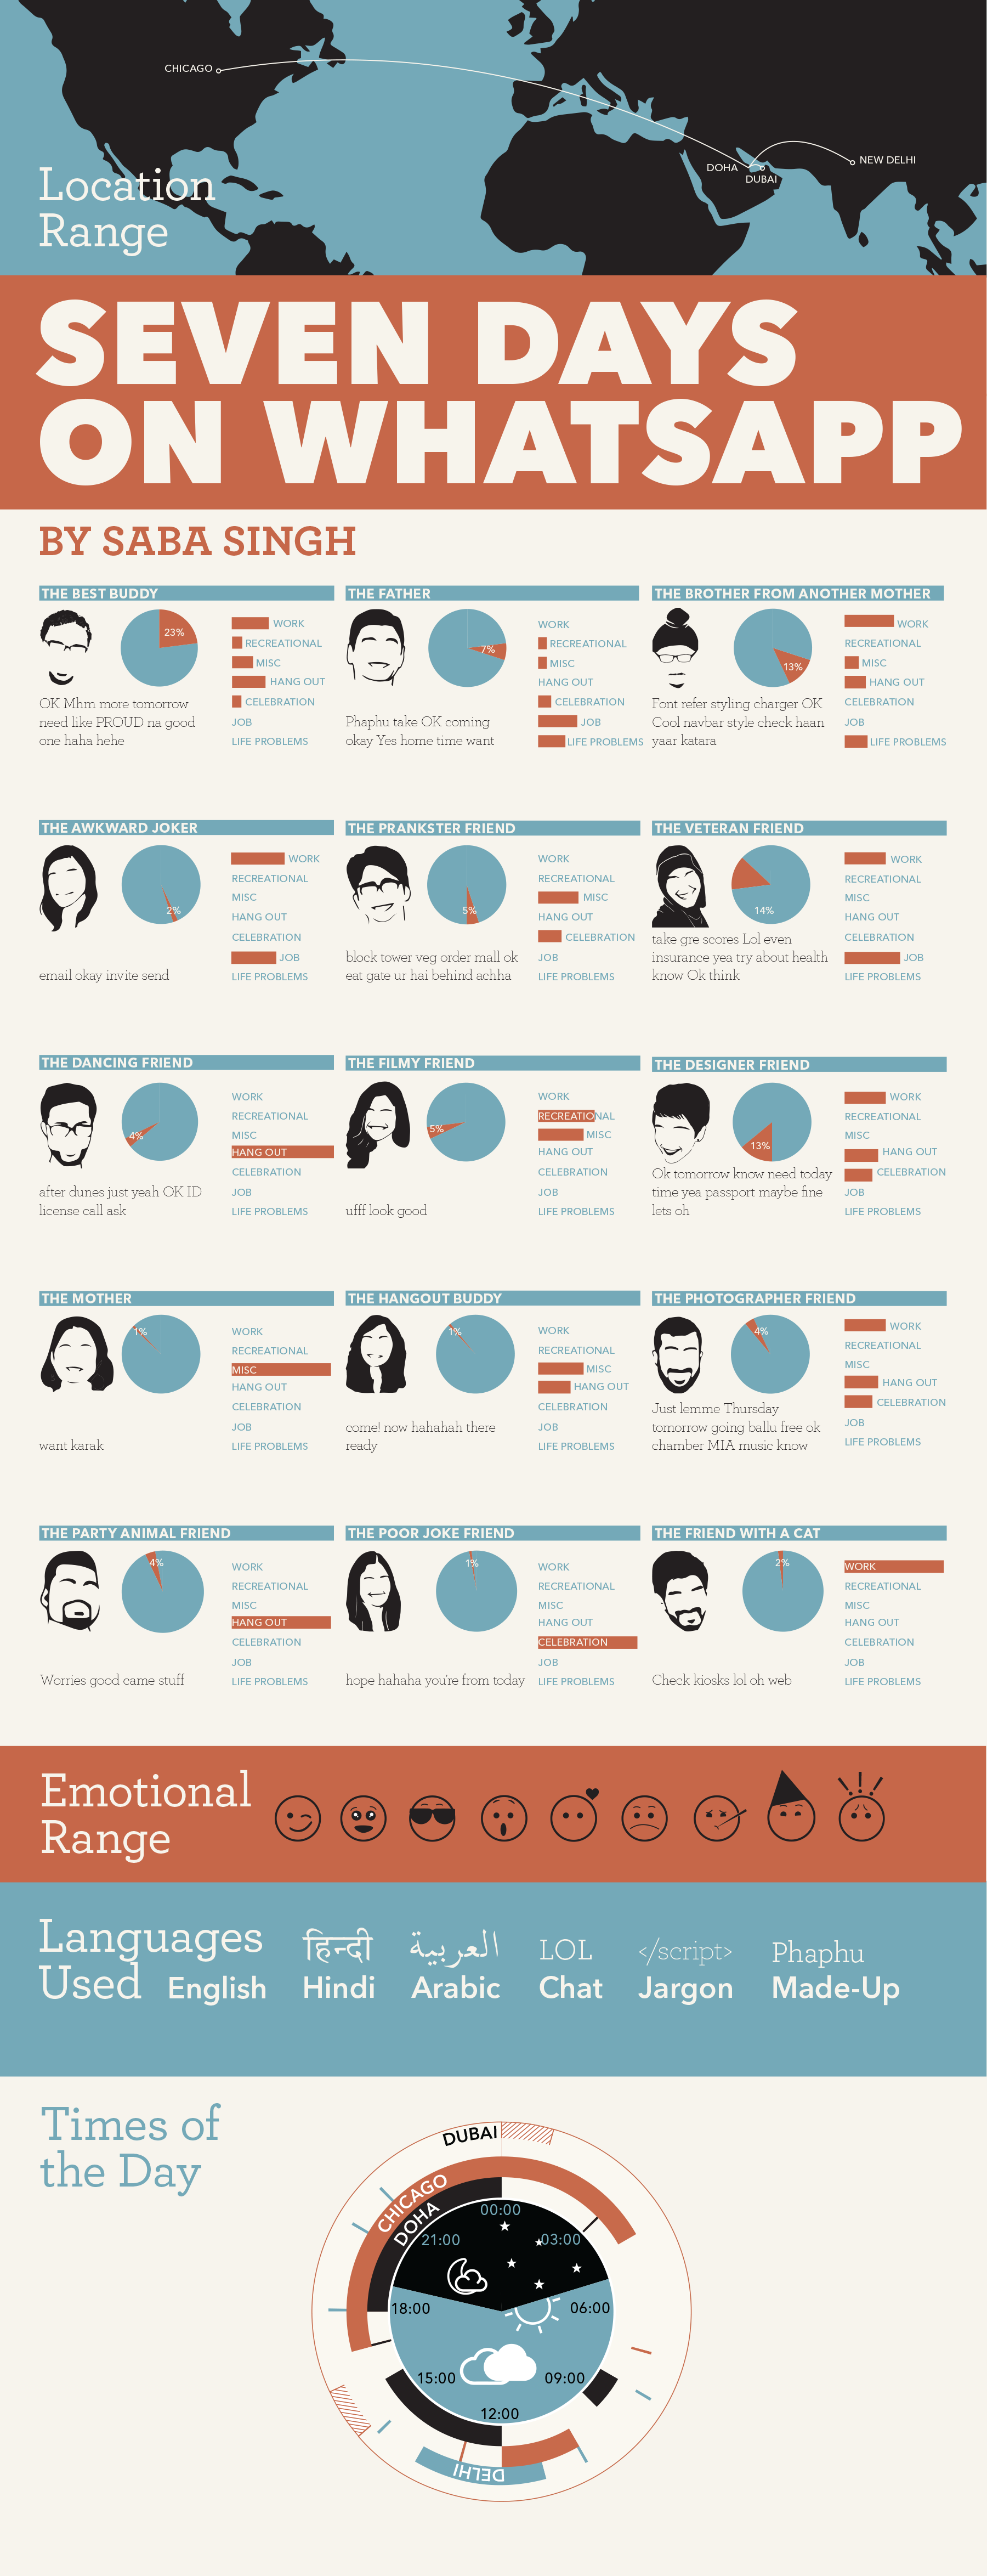 CHICAGO
DOHA
DUBAI
NEW DELHI
Location
Range
SEVEN DAYS
ON WHATSAPP
BY SABA SINGH
THE BEST BUDDY
23%
WORK
RECREATIONAL
MISC
HANG OUT
CELEBRATION
JOB
LIFE PROBLEMS
OK Mhm more tomorrow
need like PROUD na good
one haha hehe
THE FATHER
7%
WORK
RECREATIONAL
MISC
HANG OUT
CELEBRATION
JOB
LIFE PROBLEMS
Phaphu take OK coming
okay Yes home time want
THE BROTHER FROM ANOTHER MOTHER
13%
WORK
RECREATIONAL
MISC
HANG OUT
CELEBRATION
JOB
LIFE PROBLEMS
Font refer styling charger OK
Cool navbar style check haan
yaar katara
THE AWKWARD JOKER
2%
WORK
RECREATIONAL
MISC
HANG OUT
CELEBRATION
JOB
LIFE PROBLEMS
email okay invite send
THE PRANKSTER FRIEND
5%
WORK
RECREATIONAL
MISC
HANG OUT
CELEBRATION
JOB
LIFE PROBLEMS
block tower veg order mall ok
eat gate ur hai behind achha
THE VETERAN FRIEND
14%
WORK
RECREATIONAL
MISC
HANG OUT
CELEBRATION
JOB
LIFE PROBLEMS
take gre scores Lol even
insurance yea try about health
know Ok think
THE DANCING FRIEND
4%
WORK
RECREATIONAL
MISC
HANG OUT
CELEBRATION
JOB
LIFE PROBLEMS
after dunes just yeah OK ID
license call ask
THE FILMY FRIEND
5%
WORK
RECREATIONAL
MISC
HANG OUT
CELEBRATION
JOB
LIFE PROBLEMS
ufff look good
THE DESIGNER FRIEND
13%
WORK
RECREATIONAL
MISC
HANG OUT
CELEBRATION
JOB
LIFE PROBLEMS
Ok tomorrow know need today
time yea passport maybe fine
lets oh
THE MOTHER
1%
WORK
RECREATIONAL
MISC
HANG OUT
CELEBRATION
JOB
LIFE PROBLEMS
want karak
THE HANGOUT BUDDY
1%
WORK
RECREATIONAL
MISC
HANG OUT
CELEBRATION
JOB
LIFE PROBLEMS
come! now hahahah there
ready
THE PHOTOGRAPHER FRIEND
4%
WORK
RECREATIONAL
MISC
HANG OUT
CELEBRATION
JOB
LIFE PROBLEMS
Just lemme Thursday
tomorrow going ballu free ok
chamber MIA music know
THE PARTY ANIMAL FRIEND
4%
WORK
RECREATIONAL
MISC
HANG OUT
CELEBRATION
JOB
LIFE PROBLEMS
Worries good came stuff
THE POOR JOKE FRIEND
1%
WORK
RECREATIONAL
MISC
HANG OUT
CELEBRATION
JOB
LIFE PROBLEMS
hope hahaha you're from today
THE FRIEND WITH A CAT
2%
WORK
RECREATIONAL
MISC
HANG OUT
CELEBRATION
JOB
LIFE PROBLEMS
Check kiosks lol oh web
Emotional
Range
Languages
Used
English
हिन्दी
Hindi
العربية
Arabic
LOL
Chat
</script>
Jargon
Phaphu
Made-Up
Times of
the Day
DUBAI
CHICAGO
DOHA
00:00
21:00
03:00
18:00
06:00
15:00
09:00
12:00
DELHI